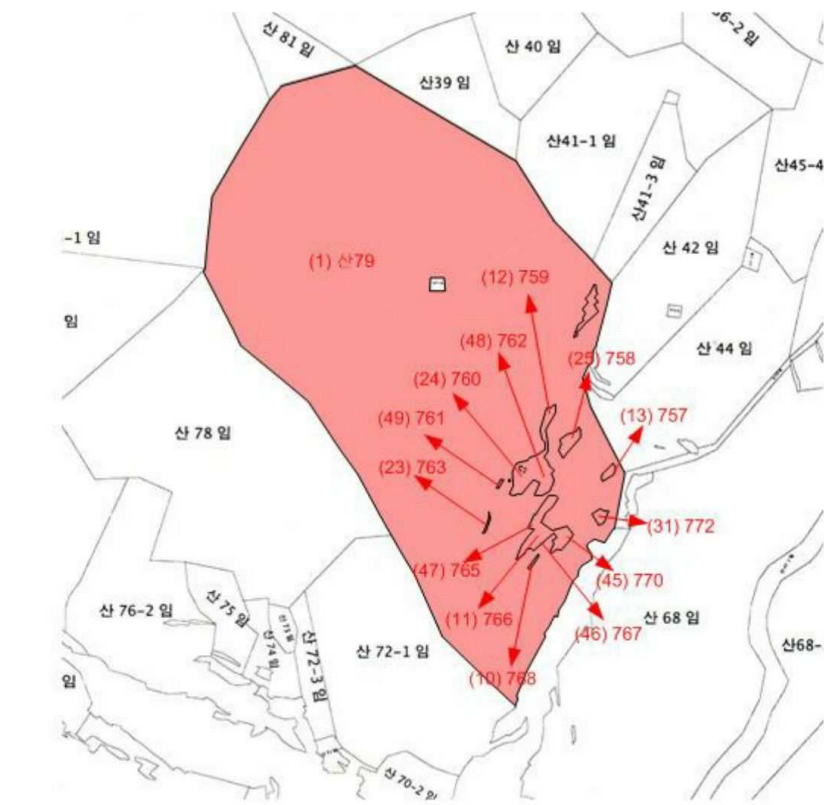 산 81 임
산 40 임
66-2 임
산39 임
산41-1 임
산45-4
산41-3 임
-1 임
산 42 임
(1) 산79
(12) 759
임
(48) 762
산 44 임
(25) 758
(24) 760
(49) 761
(13) 757
산 78 임
(23) 763
(31) 772
(47) 765
(45) 770
산 76-2 임
산 75 임
(11) 766
산 68 임
산 71임
(46) 767
산 74 임
산 72-3 임
산 72-1 임
산68-
임
(10) 768
산 70-2 임